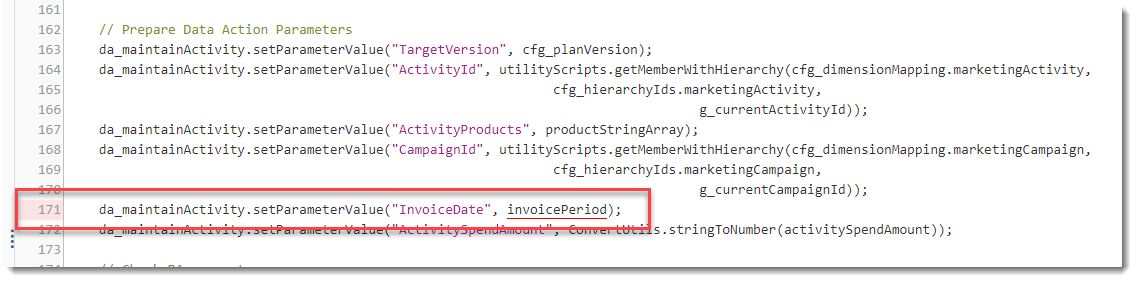 161
162 // Prepare Data Action Parameters
163 da_maintainActivity.setParameterValue("TargetVersion", cfg_planVersion);
164 da_maintainActivity.setParameterValue("ActivityId", utilityScripts.getMemberWithHierarchy(cfg_dimensionMapping.marketingActivity,
165 cfg_hierarchyIds.marketingActivity,
166 g_currentActivityId));
167 da_maintainActivity.setParameterValue("ActivityProducts", productStringArray);
168 da_maintainActivity.setParameterValue("CampaignId", utilityScripts.getMemberWithHierarchy(cfg_dimensionMapping.marketingCampaign,
169 cfg_hierarchyIds.marketingCampaign,
170 g_currentCampaignId));
171 da_maintainActivity.setParameterValue("InvoiceDate", invoicePeriod);
172 da_maintainActivity.setParameterValue("ActivitySpendAmount", ConvertUtils.stringToNumber(activitySpendAmount));
173